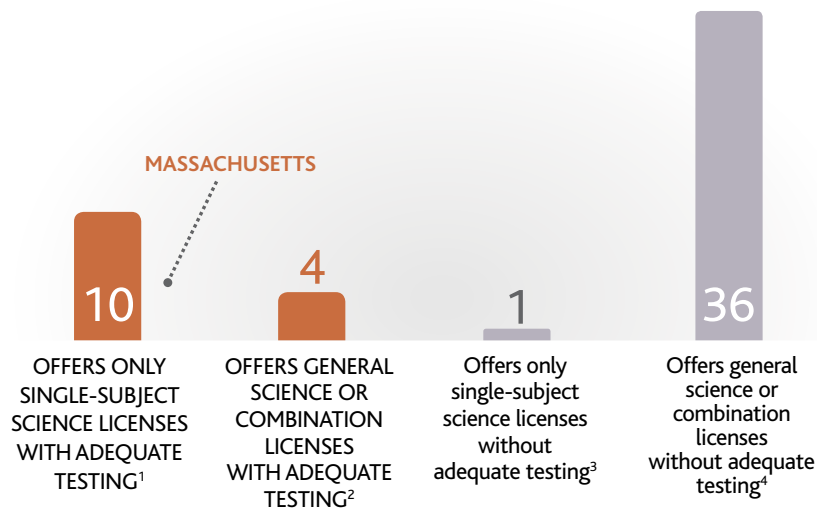 MASSACHUSETTS
10
4
1
36
OFFERS ONLY
SINGLE-SUBJECT
SCIENCE LICENSES
WITH ADEQUATE
TESTING¹
OFFERS GENERAL
SCIENCE OR
COMBINATION
LICENSES
WITH ADEQUATE
TESTING²
Offers only
single-subject
science licenses
without
adequate testing³
Offers general
science or
combination
licenses
without adequate
testing⁴